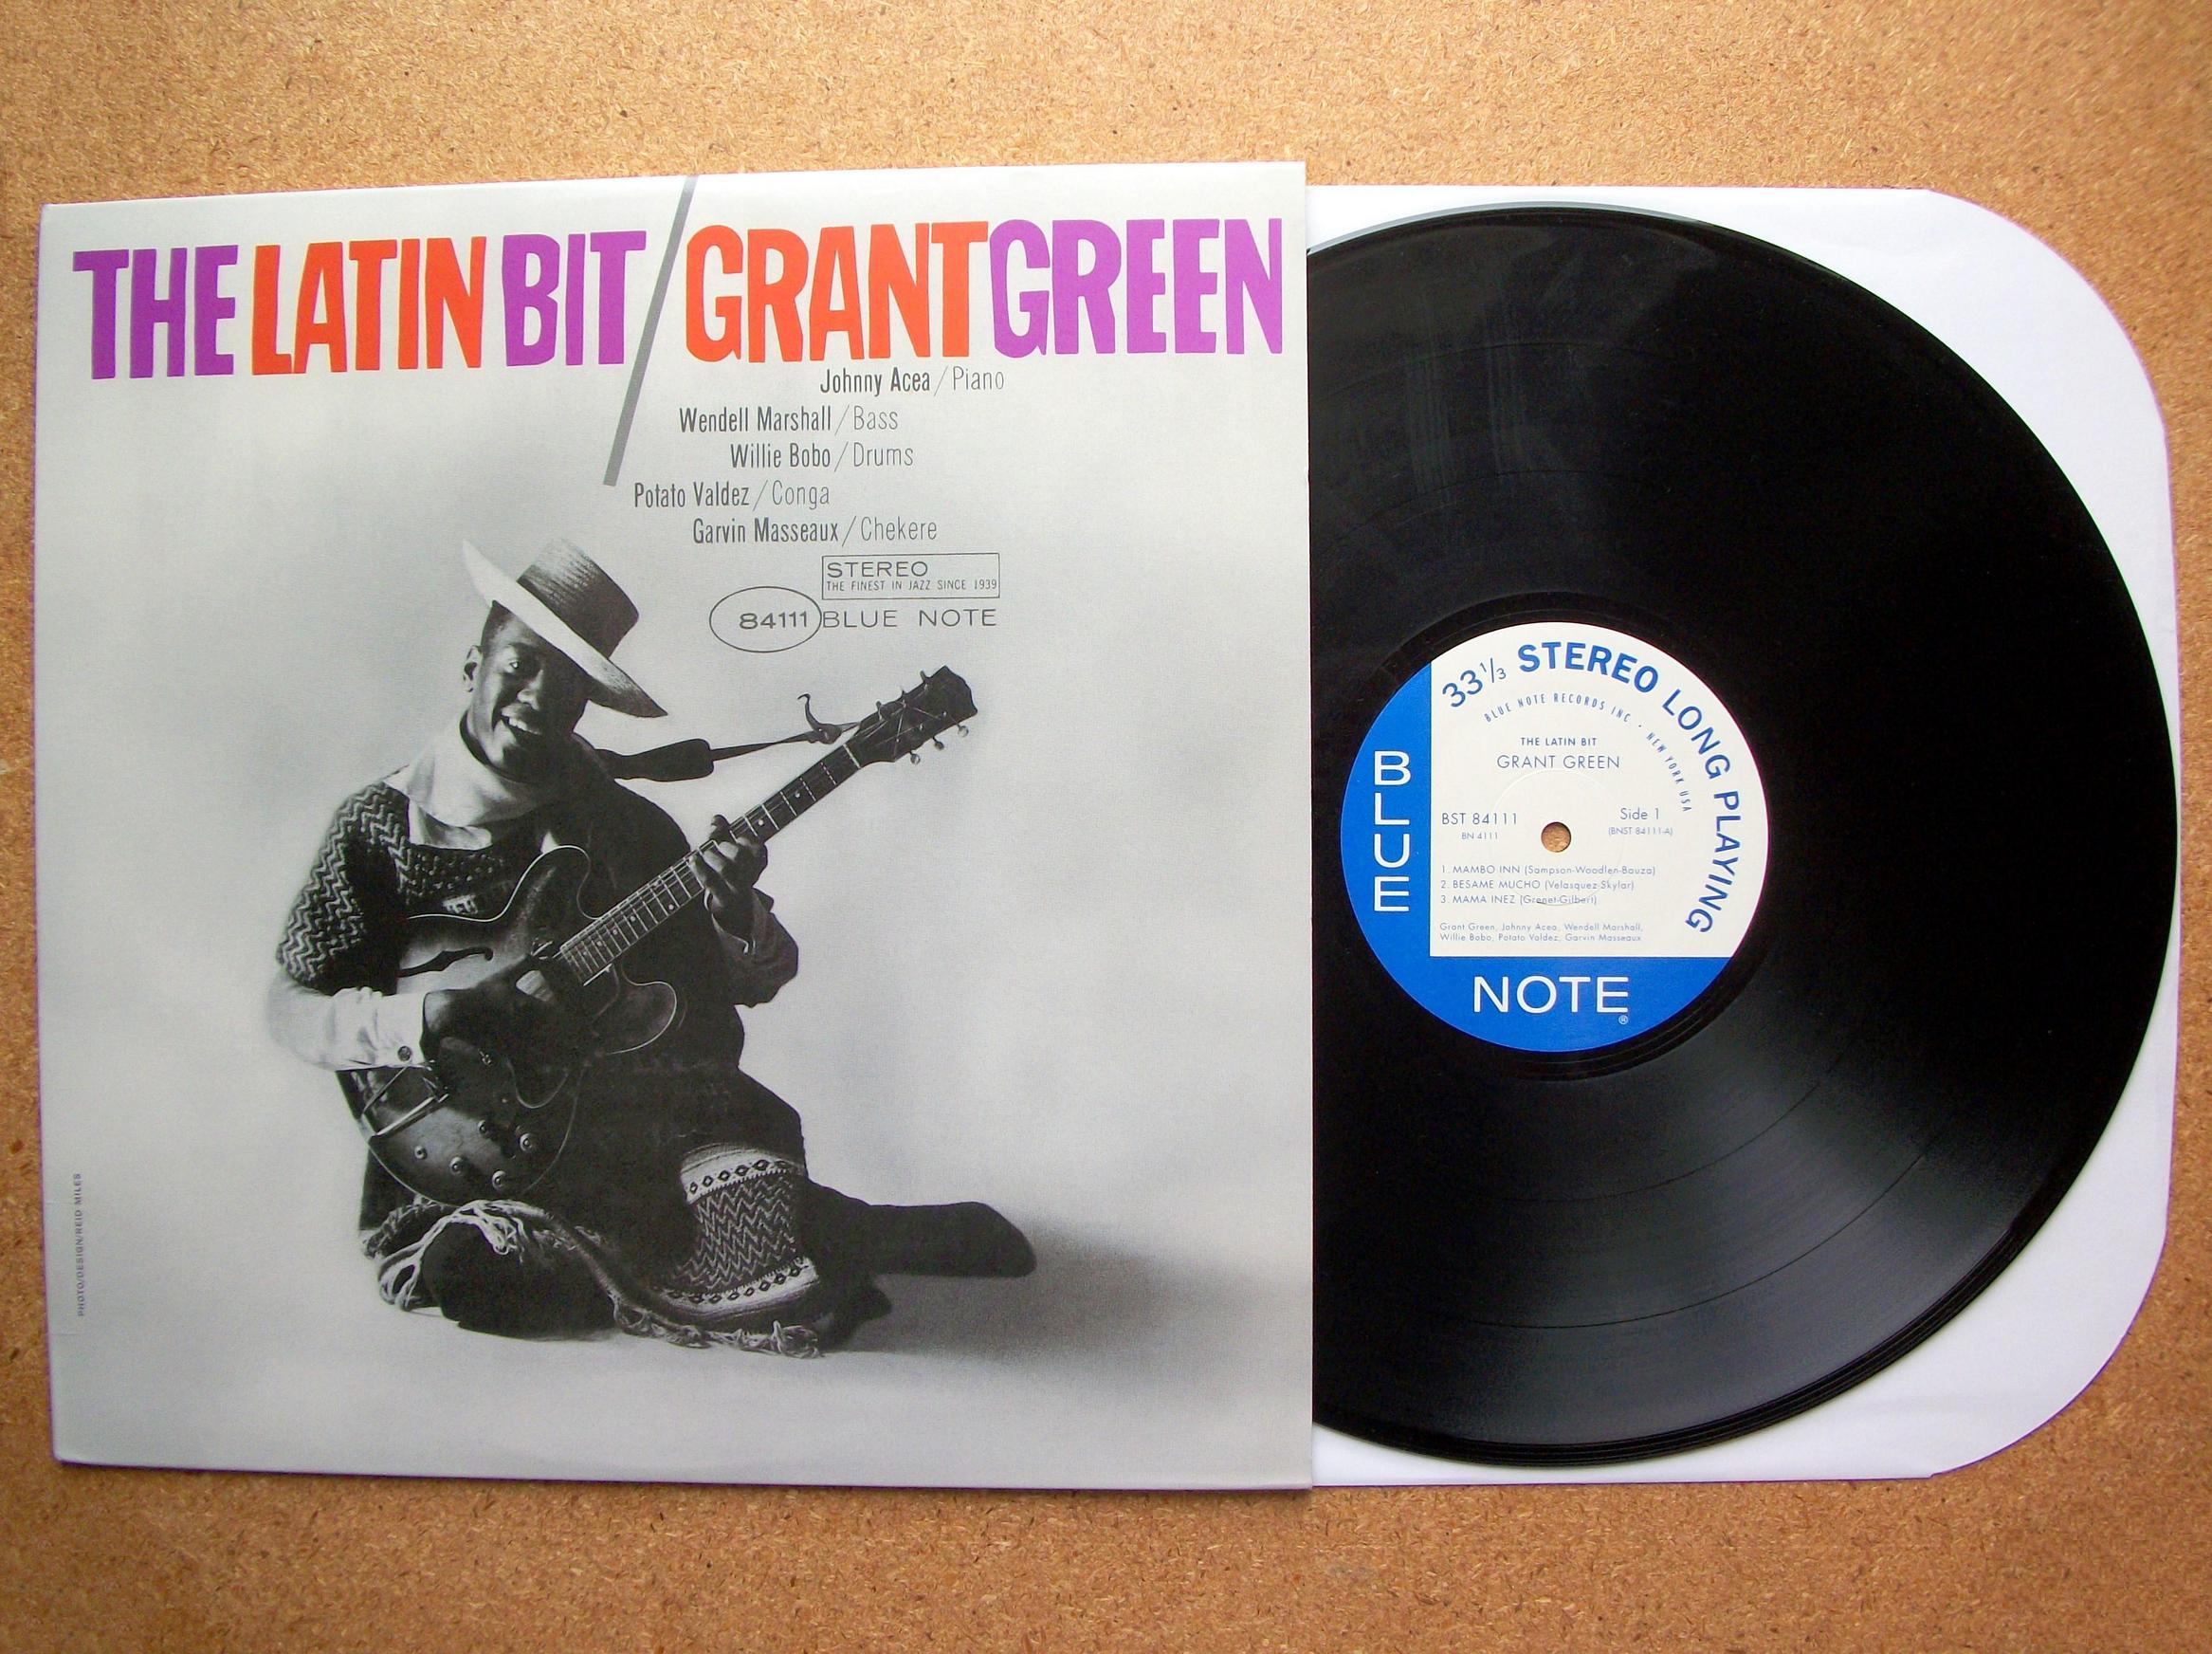 THE LATIN BIT / GRANT GREEN
Johnny Acea / Piano
Wendell Marshall / Bass
Willie Bobo / Drums
Potato Valdez / Conga
Garvin Masseaux / Chekere
STEREO
THE FINEST IN JAZZ SINCE 1939
84111 BLUE NOTE
PHOTO/DESIGN/REID MILES
33 1/3 STEREO LONG PLAYING
BLUE NOTE RECORDS INC · NEW YORK USA
THE LATIN BIT
GRANT GREEN
BST 84111
BN 4111
Side 1
(BNST 84111-A)
1. MAMBO INN (Sampson-Woodlen-Bauza)
2. BESAME MUCHO (Velasquez-Skylar)
3. MAMA INEZ (Grenet-Gilbert)
Grant Green, Johnny Acea, Wendell Marshall,
Willie Bobo, Potato Valdez, Garvin Masseaux
BLUE
NOTE
®